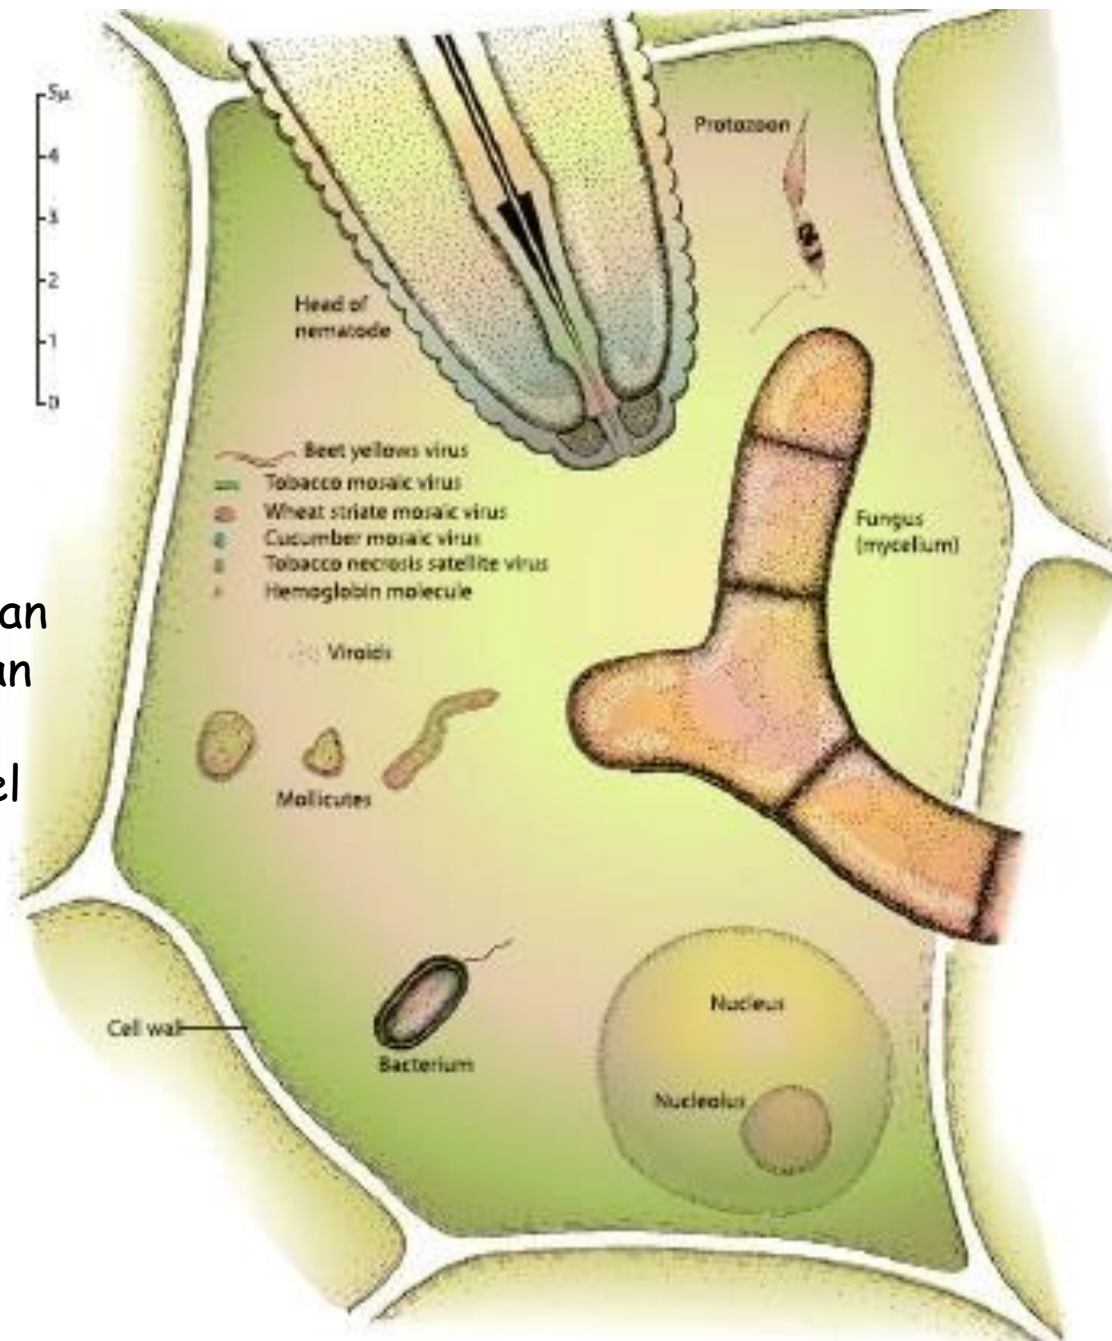 5µ
4
3
2
1
0
Protozoon
Head of
nematode
Beet yellows virus
Tobacco mosaic virus
Wheat striate mosaic virus
Cucumber mosaic virus
Tobacco necrosis satellite virus
Hemoglobin molecule
Fungus
(mycelium)
an
an
el
Viroids
Mollicutes
Cell wall
Bacterium
Nucleus
Nucleolus